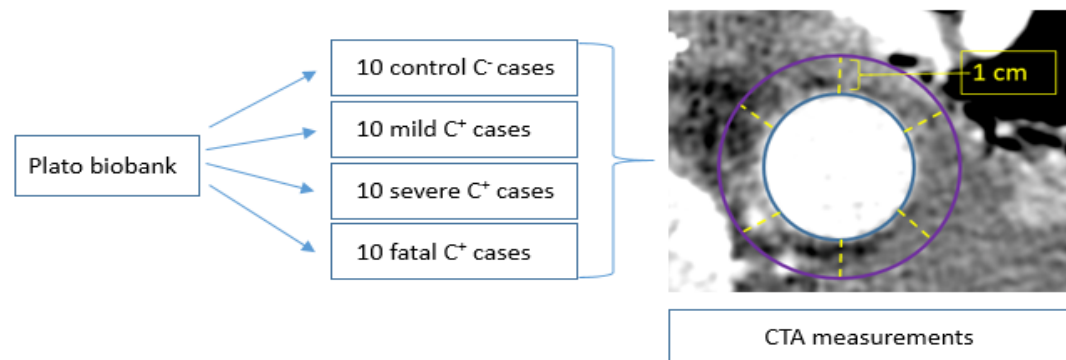 Plato biobank
10 control C⁻ cases
10 mild C⁺ cases
10 severe C⁺ cases
10 fatal C⁺ cases
1 cm
CTA measurements